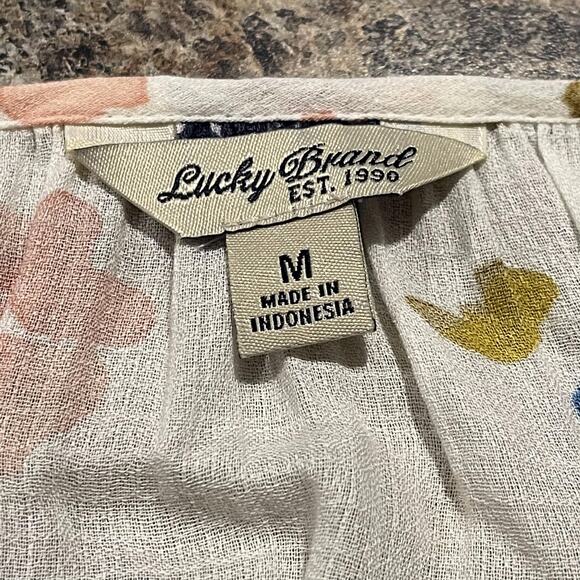 Lucky Brand
EST. 1990
M
MADE IN
INDONESIA